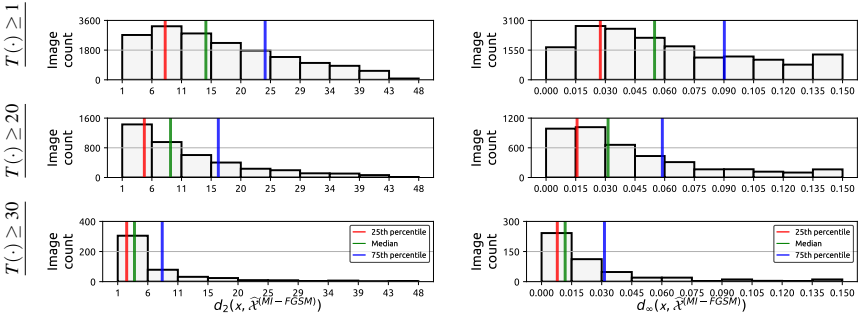 T(·) ≥ 1
Image count
3600
1800
0
1 6 11 15 20 25 29 34 39 43 48
Image count
3100
1550
0
0.000 0.015 0.030 0.045 0.060 0.075 0.090 0.105 0.120 0.135 0.150
T(·) ≥ 20
Image count
1600
800
0
1 6 11 15 20 25 29 34 39 43 48
Image count
1200
600
0
0.000 0.015 0.030 0.045 0.060 0.075 0.090 0.105 0.120 0.135 0.150
T(·) ≥ 30
Image count
400
200
0
25th percentile
Median
75th percentile
1 6 11 15 20 25 29 34 39 43 48
d₂(x, x̂^(MI−FGSM))
Image count
300
150
0
25th percentile
Median
75th percentile
0.000 0.015 0.030 0.045 0.060 0.075 0.090 0.105 0.120 0.135 0.150
d∞(x, x̂^(MI−FGSM))